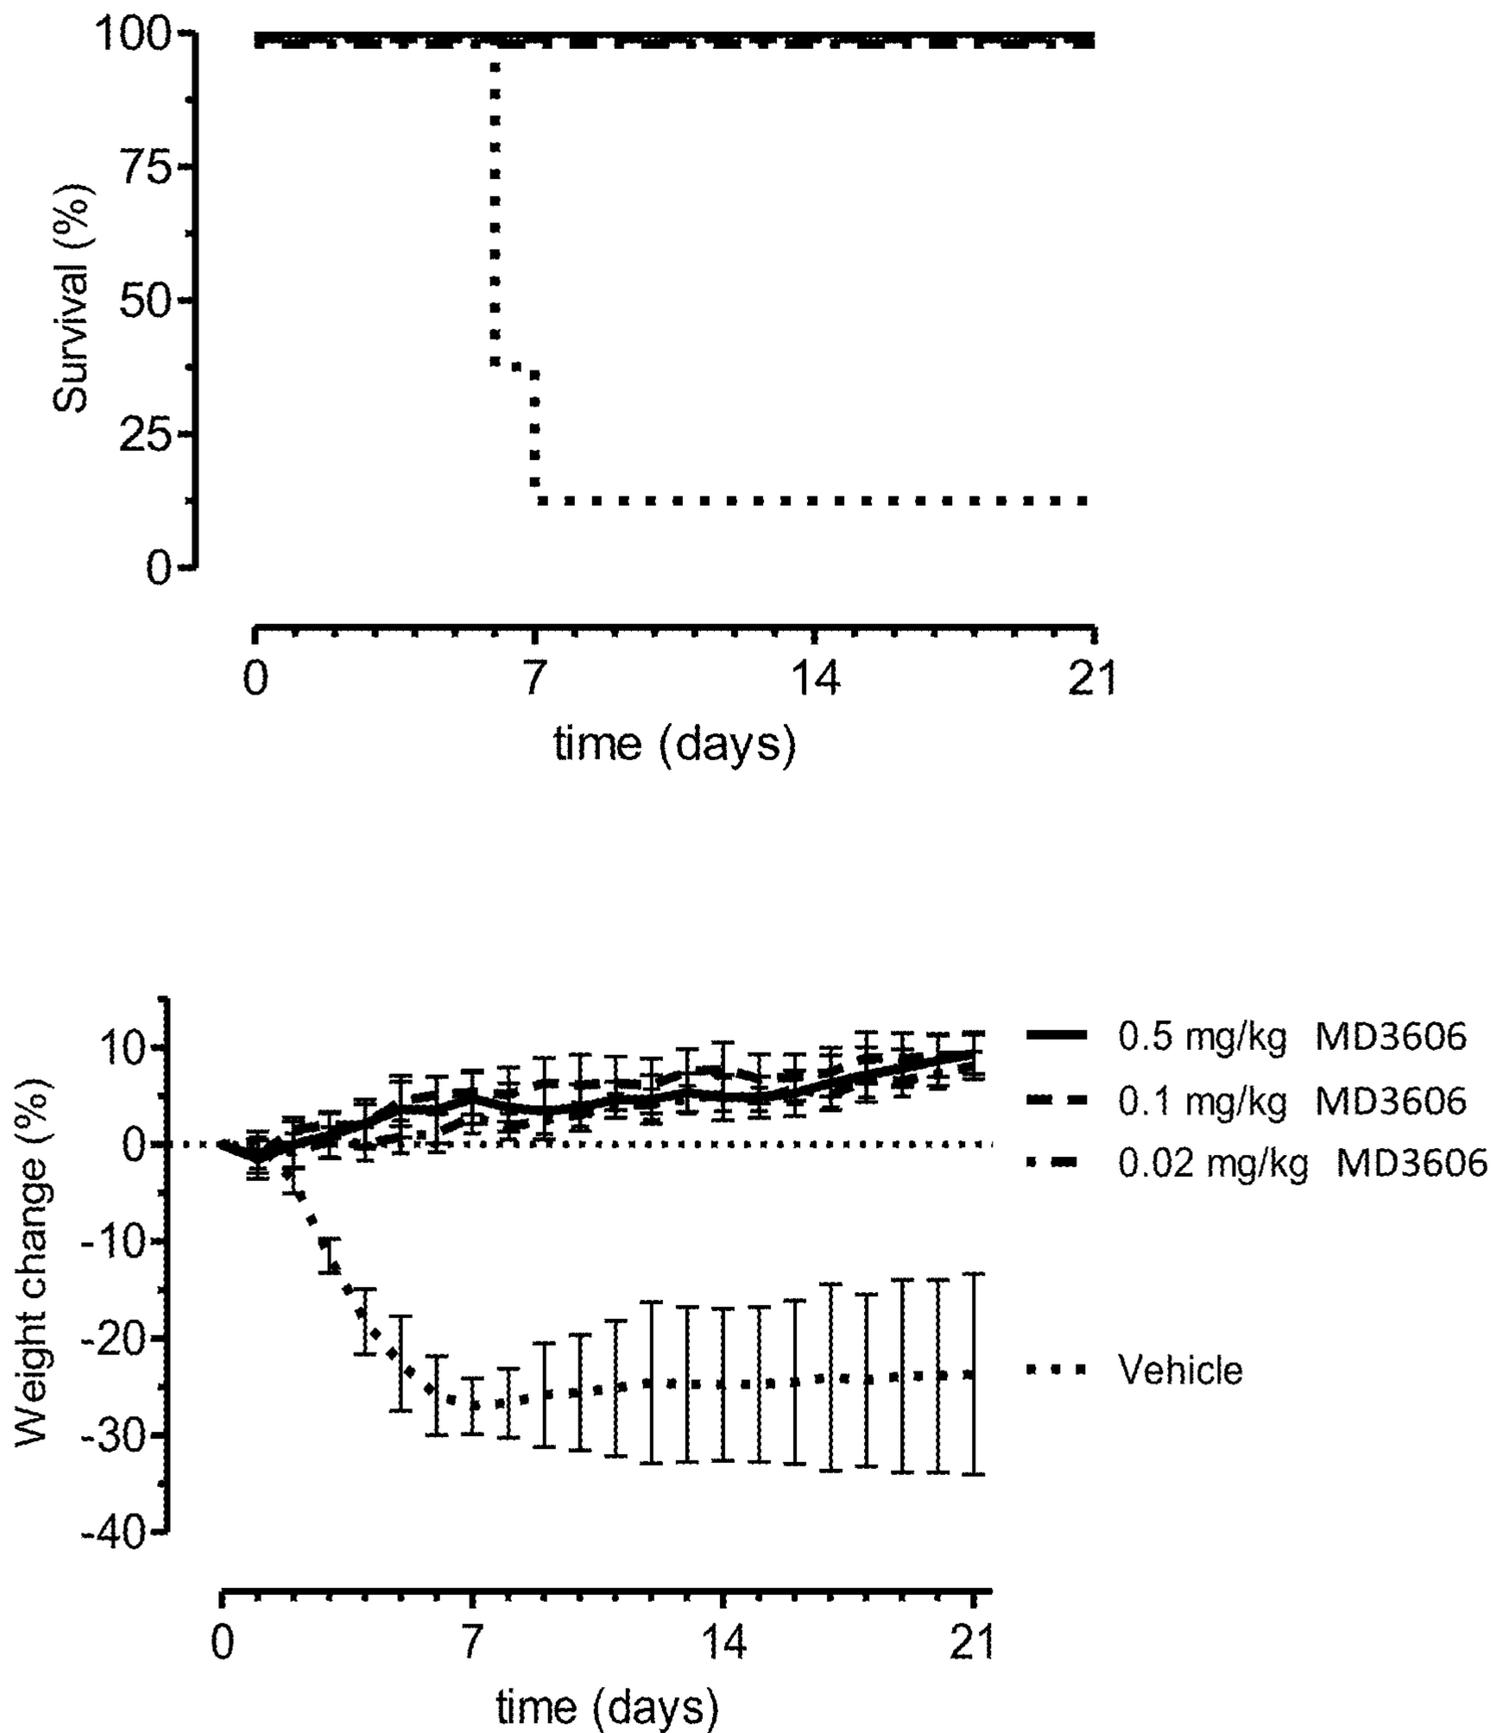 100
75
50
25
0
Survival (%)
0 7 14 21
time (days)
10
0
-10
-20
-30
-40
Weight change (%)
0.5 mg/kg MD3606
0.1 mg/kg MD3606
0.02 mg/kg MD3606
Vehicle
0 7 14 21
time (days)